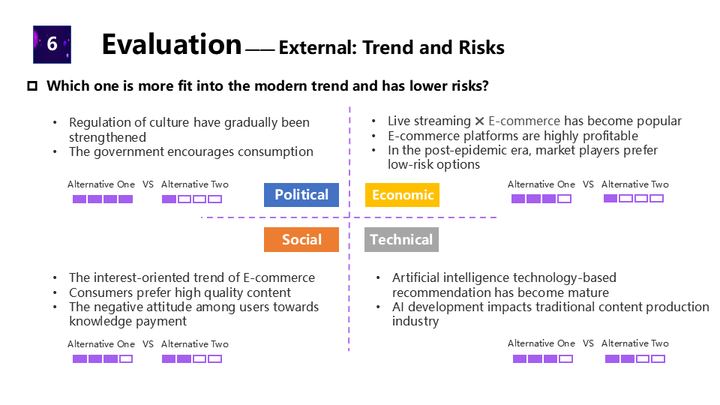 6
Evaluation —— External: Trend and Risks
Which one is more fit into the modern trend and has lower risks?
• Regulation of culture have gradually been
strengthened
• The government encourages consumption
Alternative One VS Alternative Two
Political
• Live streaming × E-commerce has become popular
• E-commerce platforms are highly profitable
• In the post-epidemic era, market players prefer
low-risk options
Alternative One VS Alternative Two
Economic
Social
• The interest-oriented trend of E-commerce
• Consumers prefer high quality content
• The negative attitude among users towards
knowledge payment
Alternative One VS Alternative Two
Technical
• Artificial intelligence technology-based
recommendation has become mature
• AI development impacts traditional content production
industry
Alternative One VS Alternative Two